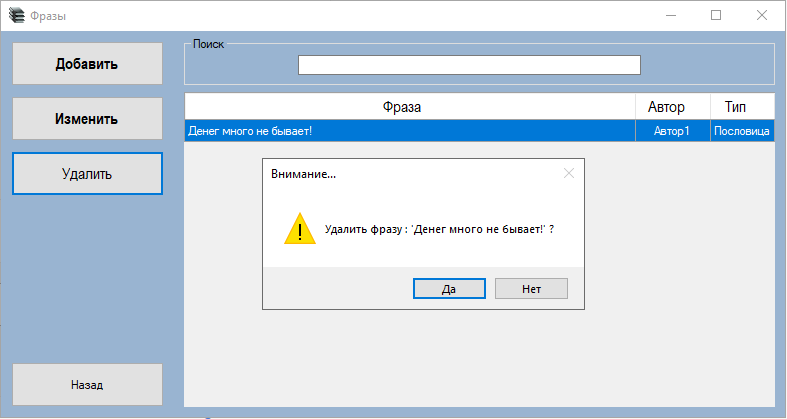 Фразы
Добавить
Изменить
Удалить
Назад
Поиск
Фраза Автор Тип
Денег много не бывает! Автор1 Пословица
Внимание...
Удалить фразу : 'Денег много не бывает!' ?
Да Нет